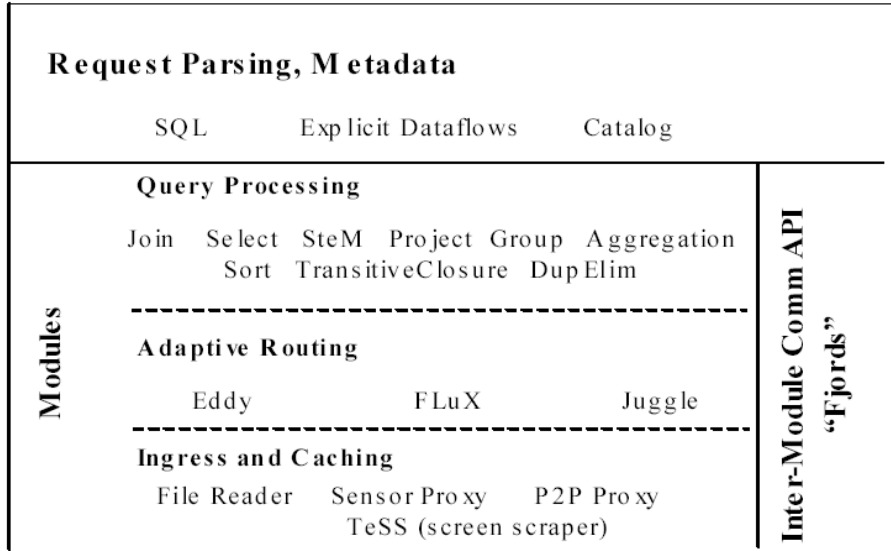 Request Parsing, Metadata
SQL Explicit Dataflows Catalog
Modules
Query Processing
Join Select SteM Project Group Aggregation
Sort TransitiveClosure DupElim
Adaptive Routing
Eddy FLuX Juggle
Ingress and Caching
File Reader Sensor Proxy P2P Proxy
TeSS (screen scraper)
Inter-Module Comm API
“Fjords”